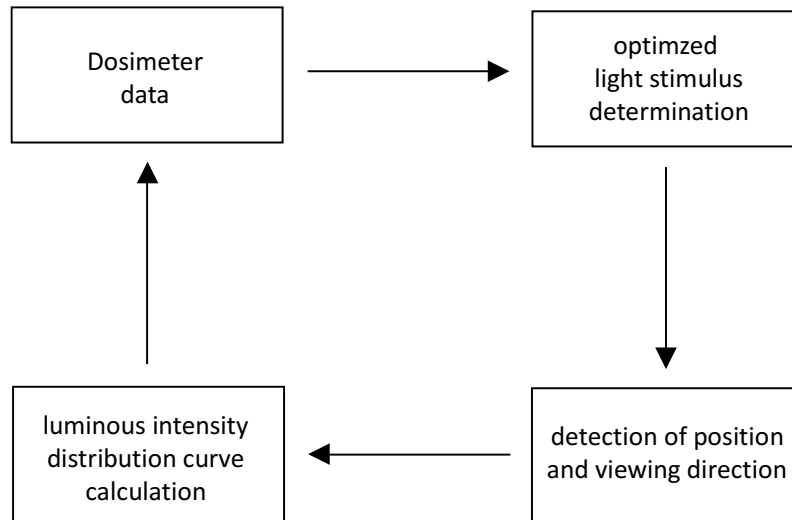 Dosimeter
data
optimzed
light stimulus
determination
luminous intensity
distribution curve
calculation
detection of position
and viewing direction